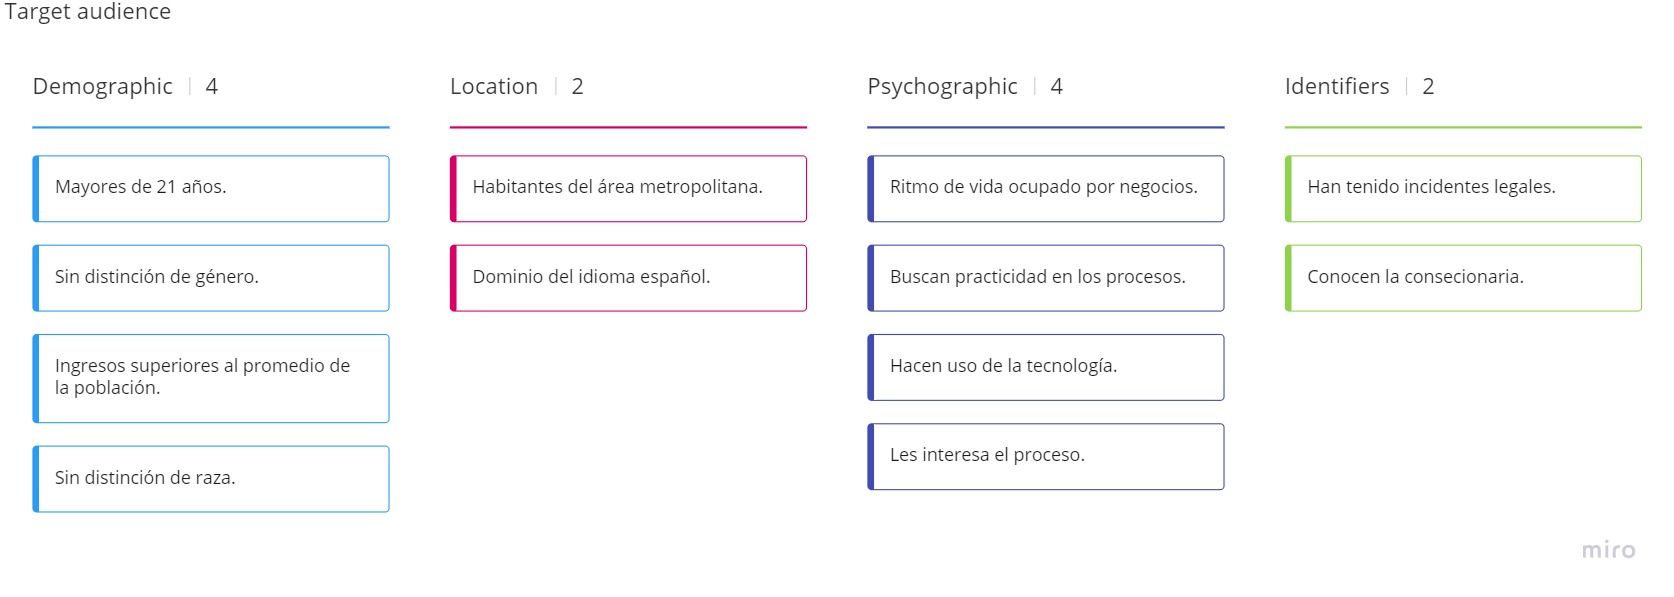 Target audience
Demographic | 4
Mayores de 21 años.
Sin distinción de género.
Ingresos superiores al promedio de
la población.
Sin distinción de raza.
Location | 2
Habitantes del área metropolitana.
Dominio del idioma español.
Psychographic | 4
Ritmo de vida ocupado por negocios.
Buscan practicidad en los procesos.
Hacen uso de la tecnología.
Les interesa el proceso.
Identifiers | 2
Han tenido incidentes legales.
Conocen la consecionaria.
miro